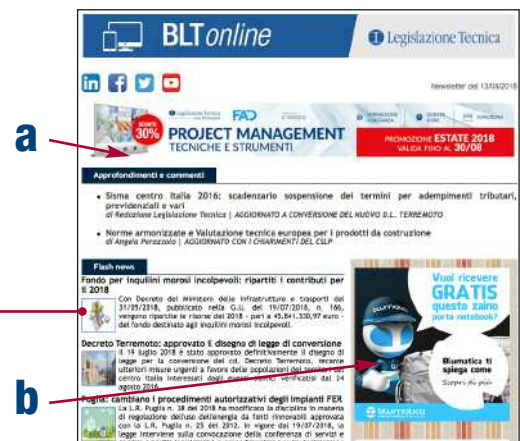 BLTonline
Legislazione Tecnica
in f
Newsletter del 13/08/2018
a
SCONTO
30%
Legislazione Tecnica
FAD
PROJECT MANAGEMENT
TECNICHE E STRUMENTI
PROMOZIONE ESTATE 2018
VALIDA FINO AL 30/08
Approfondimenti e commenti
• Sisma centro Italia 2016: scadenzario sospensione dei termini per adempimenti tributari,
previdenziali e vari
di Redazione Legislazione Tecnica | AGGIORNATO A CONVERSIONE DEL NUOVO D.L. TERREMOTO
• Norme armonizzate e Valutazione tecnica europea per i prodotti da costruzione
di Angela Perazzolo | AGGIORNATO CON I CHIARIMENTI DEL CSLP
Flash news
Fondo per inquilini morosi incolpevoli: ripartiti i contributi per
il 2018
Con Decreto del Ministero delle infrastrutture e trasporti del
31/05/2018, pubblicato nella G.U. del 19/07/2018, n. 166,
vengono ripartite le risorse del 2018 - pari a 45.841.330,97 euro -
del fondo destinato agli inquilini morosi incolpevoli.
Decreto Terremoto: approvato il disegno di legge di conversione
Il 19 luglio 2018 è stato approvato definitivamente il disegno di
legge per la conversione del cd. Decreto Terremoto, recante
ulteriori misure urgenti a favore delle popolazioni dei territori del
centro Italia interessati dagli eventi sismici verificatisi dal 24
agosto 2016.
Puglia: cambiano i procedimenti autorizzativi degli impianti FER
La L.R. Puglia n. 38 del 2018 ha modificato la disciplina in materia
di regolazione dell'uso dell'energia da fonti rinnovabili approvata
con la L.R. Puglia n. 25 del 2012. In vigore dal 19/07/2018, la
legge interviene sulla convocazione della conferenza di servizi e
b
Vuoi ricevere
GRATIS
questo zaino
porta notebook?
blumatica
Blumatica ti
spiega come
Scopri di più
blumatica